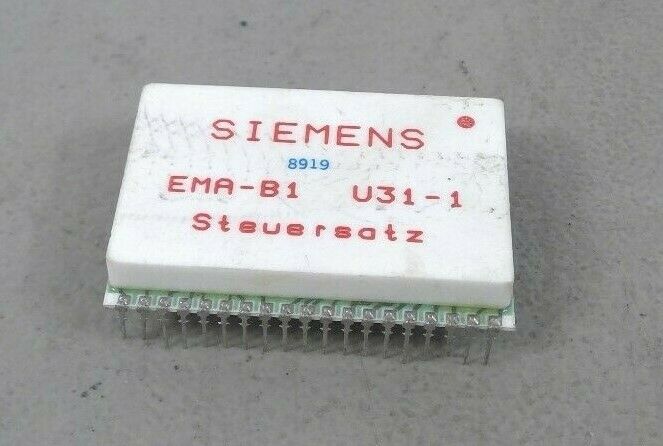 SIEMENS
8919
EMA-B1 U31-1
Steuersatz